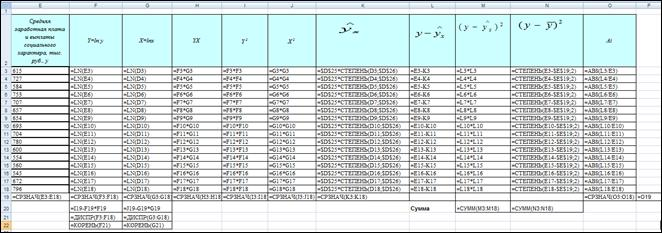 E F G H I J K L M N O
1
Средняя заработная плата и выплаты социального характера, тыс. руб., y
Y=ln y X=lnx YX Y² X² y-ŷx (y-ŷx)² (y-ȳ)² Ai
2
3 615 =LN(E3) =LN(D3) =F3*G3 =F3*F3 =G3*G3 =$D$25*СТЕПЕНЬ(D3;$D$26) =E3-K3 =L3*L3 =СТЕПЕНЬ(E3-$E$19;2) =ABS(L3/E3)
4 727 =LN(E4) =LN(D4) =F4*G4 =F4*F4 =G4*G4 =$D$25*СТЕПЕНЬ(D4;$D$26) =E4-K4 =L4*L4 =СТЕПЕНЬ(E4-$E$19;2) =ABS(L4/E4)
5 584 =LN(E5) =LN(D5) =F5*G5 =F5*F5 =G5*G5 =$D$25*СТЕПЕНЬ(D5;$D$26) =E5-K5 =L5*L5 =СТЕПЕНЬ(E5-$E$19;2) =ABS(L5/E5)
6 753 =LN(E6) =LN(D6) =F6*G6 =F6*F6 =G6*G6 =$D$25*СТЕПЕНЬ(D6;$D$26) =E6-K6 =L6*L6 =СТЕПЕНЬ(E6-$E$19;2) =ABS(L6/E6)
7 707 =LN(E7) =LN(D7) =F7*G7 =F7*F7 =G7*G7 =$D$25*СТЕПЕНЬ(D7;$D$26) =E7-K7 =L7*L7 =СТЕПЕНЬ(E7-$E$19;2) =ABS(L7/E7)
8 657 =LN(E8) =LN(D8) =F8*G8 =F8*F8 =G8*G8 =$D$25*СТЕПЕНЬ(D8;$D$26) =E8-K8 =L8*L8 =СТЕПЕНЬ(E8-$E$19;2) =ABS(L8/E8)
9 654 =LN(E9) =LN(D9) =F9*G9 =F9*F9 =G9*G9 =$D$25*СТЕПЕНЬ(D9;$D$26) =E9-K9 =L9*L9 =СТЕПЕНЬ(E9-$E$19;2) =ABS(L9/E9)
10 693 =LN(E10) =LN(D10) =F10*G10 =F10*F10 =G10*G10 =$D$25*СТЕПЕНЬ(D10;$D$26) =E10-K10 =L10*L10 =СТЕПЕНЬ(E10-$E$19;2) =ABS(L10/E10)
11 704 =LN(E11) =LN(D11) =F11*G11 =F11*F11 =G11*G11 =$D$25*СТЕПЕНЬ(D11;$D$26) =E11-K11 =L11*L11 =СТЕПЕНЬ(E11-$E$19;2) =ABS(L11/E11)
12 780 =LN(E12) =LN(D12) =F12*G12 =F12*F12 =G12*G12 =$D$25*СТЕПЕНЬ(D12;$D$26) =E12-K12 =L12*L12 =СТЕПЕНЬ(E12-$E$19;2) =ABS(L12/E12)
13 600 =LN(E13) =LN(D13) =F13*G13 =F13*F13 =G13*G13 =$D$25*СТЕПЕНЬ(D13;$D$26) =E13-K13 =L13*L13 =СТЕПЕНЬ(E13-$E$19;2) =ABS(L13/E13)
14 554 =LN(E14) =LN(D14) =F14*G14 =F14*F14 =G14*G14 =$D$25*СТЕПЕНЬ(D14;$D$26) =E14-K14 =L14*L14 =СТЕПЕНЬ(E14-$E$19;2) =ABS(L14/E14)
15 560 =LN(E15) =LN(D15) =F15*G15 =F15*F15 =G15*G15 =$D$25*СТЕПЕНЬ(D15;$D$26) =E15-K15 =L15*L15 =СТЕПЕНЬ(E15-$E$19;2) =ABS(L15/E15)
16 545 =LN(E16) =LN(D16) =F16*G16 =F16*F16 =G16*G16 =$D$25*СТЕПЕНЬ(D16;$D$26) =E16-K16 =L16*L16 =СТЕПЕНЬ(E16-$E$19;2) =ABS(L16/E16)
17 672 =LN(E17) =LN(D17) =F17*G17 =F17*F17 =G17*G17 =$D$25*СТЕПЕНЬ(D17;$D$26) =E17-K17 =L17*L17 =СТЕПЕНЬ(E17-$E$19;2) =ABS(L17/E17)
18 796 =LN(E18) =LN(D18) =F18*G18 =F18*F18 =G18*G18 =$D$25*СТЕПЕНЬ(D18;$D$26) =E18-K18 =L18*L18 =СТЕПЕНЬ(E18-$E$19;2) =ABS(L18/E18)
19 =СРЗНАЧ(E3:E18) =СРЗНАЧ(F3:F18) =СРЗНАЧ(G3:G18) =СРЗНАЧ(H3:H18) =СРЗНАЧ(I3:I18) =СРЗНАЧ(J3:J18) =СРЗНАЧ(K3:K18) =СРЗНАЧ(O3:O18) =O19
20 =I19-F19*F19 =J19-G19*G19 Сумма =СУММ(M3:M18) =СУММ(N3:N18)
21 =ДИСПР(F3:F18) =ДИСПР(G3:G18)
22 =КОРЕНЬ(F21) =КОРЕНЬ(G21)